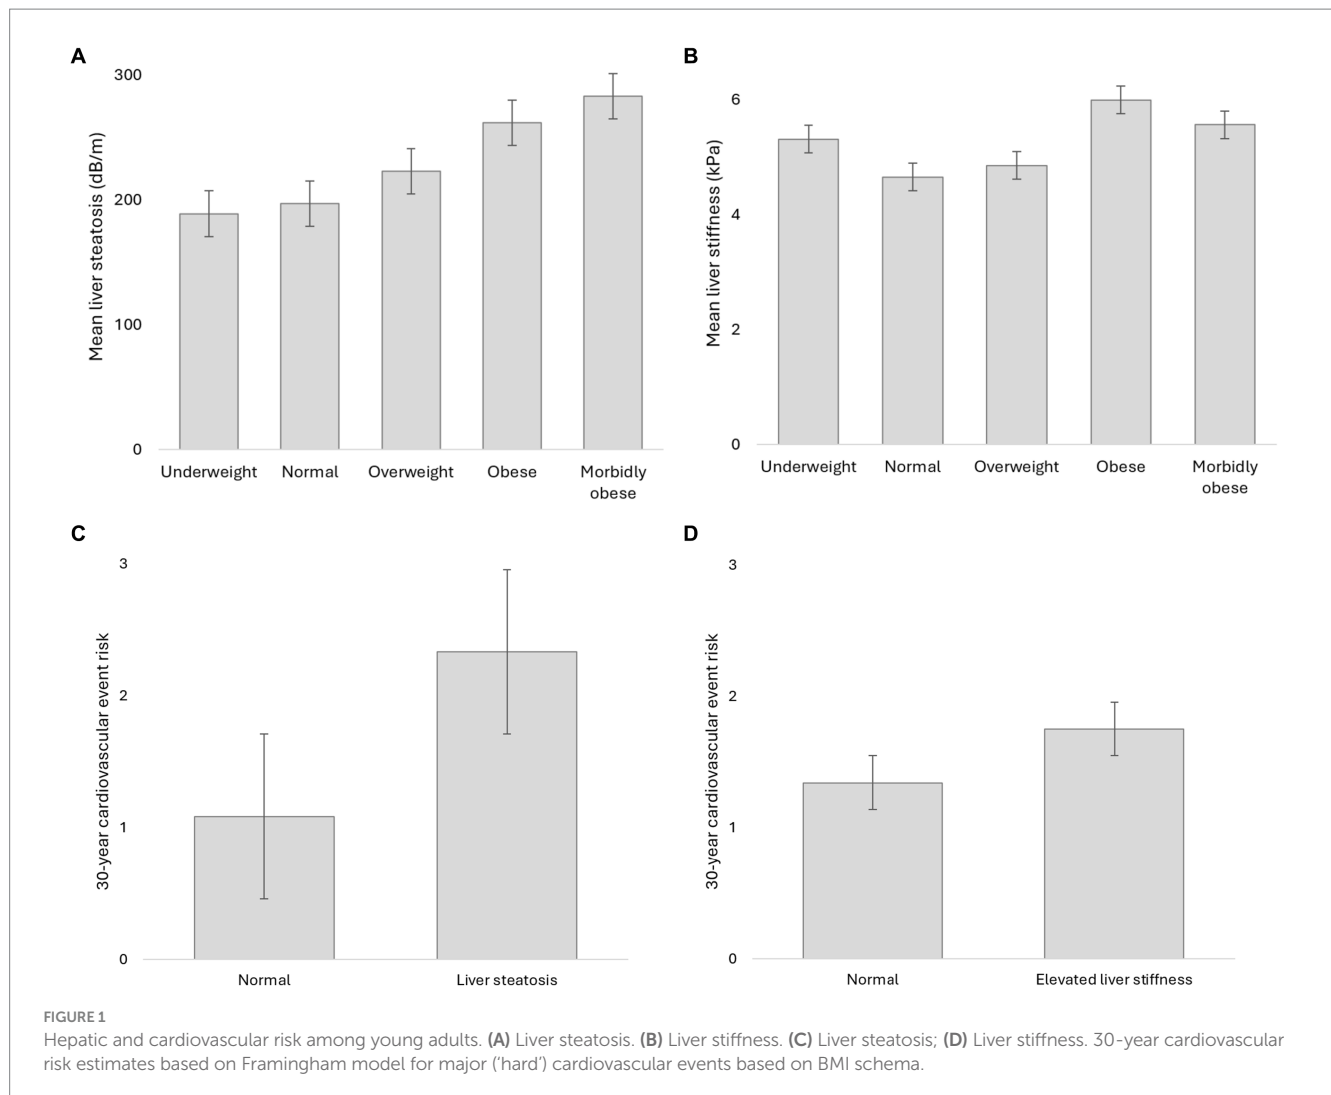 A
Mean liver steatosis (dB/m)
300
200
100
0
Underweight Normal Overweight Obese Morbidly
obese
B
Mean liver stiffness (kPa)
6
4
2
0
Underweight Normal Overweight Obese Morbidly
obese
C
30-year cardiovascular event risk
3
2
1
0
Normal Liver steatosis
D
30-year cardiovascular event risk
3
2
1
0
Normal Elevated liver stiffness
FIGURE 1
Hepatic and cardiovascular risk among young adults. (A) Liver steatosis. (B) Liver stiffness. (C) Liver steatosis; (D) Liver stiffness. 30-year cardiovascular
risk estimates based on Framingham model for major (‘hard’) cardiovascular events based on BMI schema.